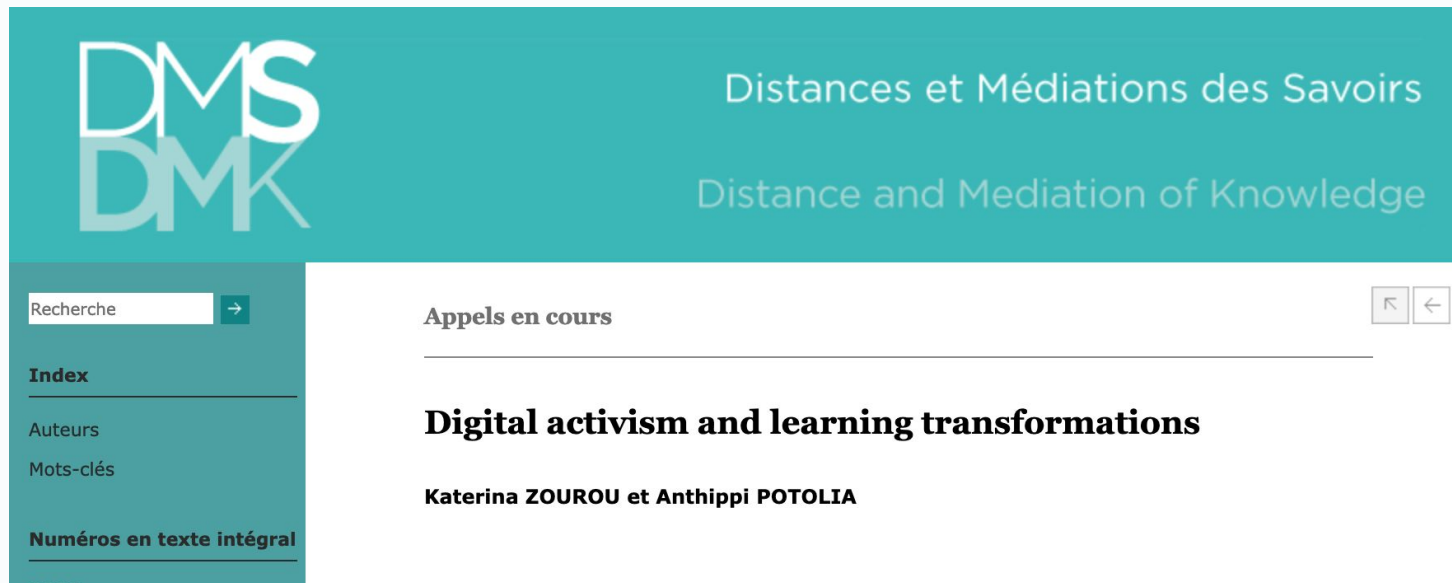 DMS
DMK
Distances et Médiations des Savoirs
Distance and Mediation of Knowledge
Recherche
Index
Auteurs
Mots-clés
Numéros en texte intégral
Appels en cours
Digital activism and learning transformations
Katerina ZOUROU et Anthippi POTOLIA